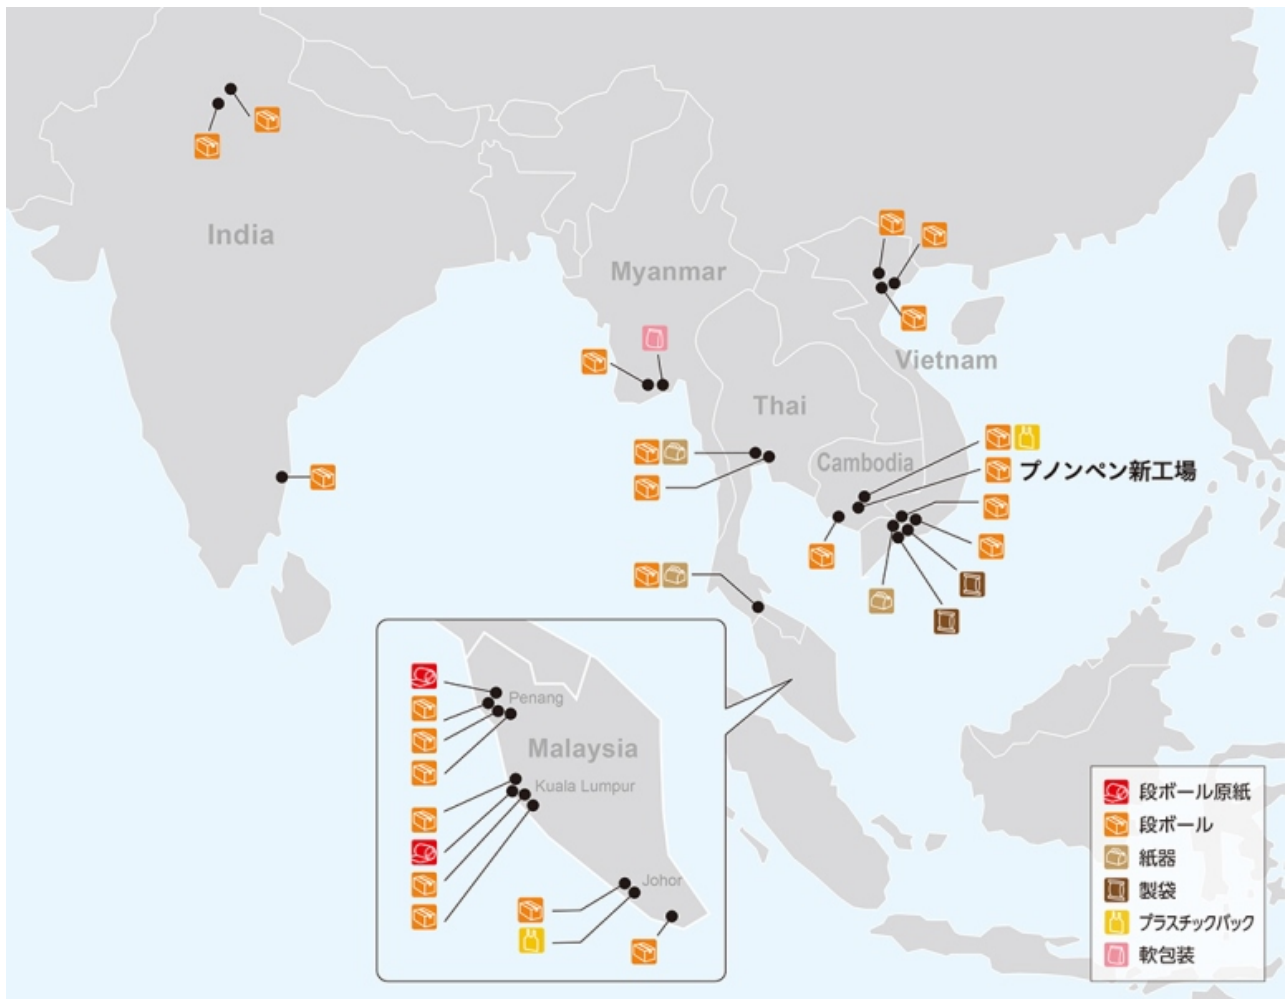 India
Myanmar
Vietnam
Thai
Cambodia
プノンペン新工場
Penang
Malaysia
Kuala Lumpur
Johor
段ボール原紙
段ボール
紙器
製袋
プラスチックバック
軟包装